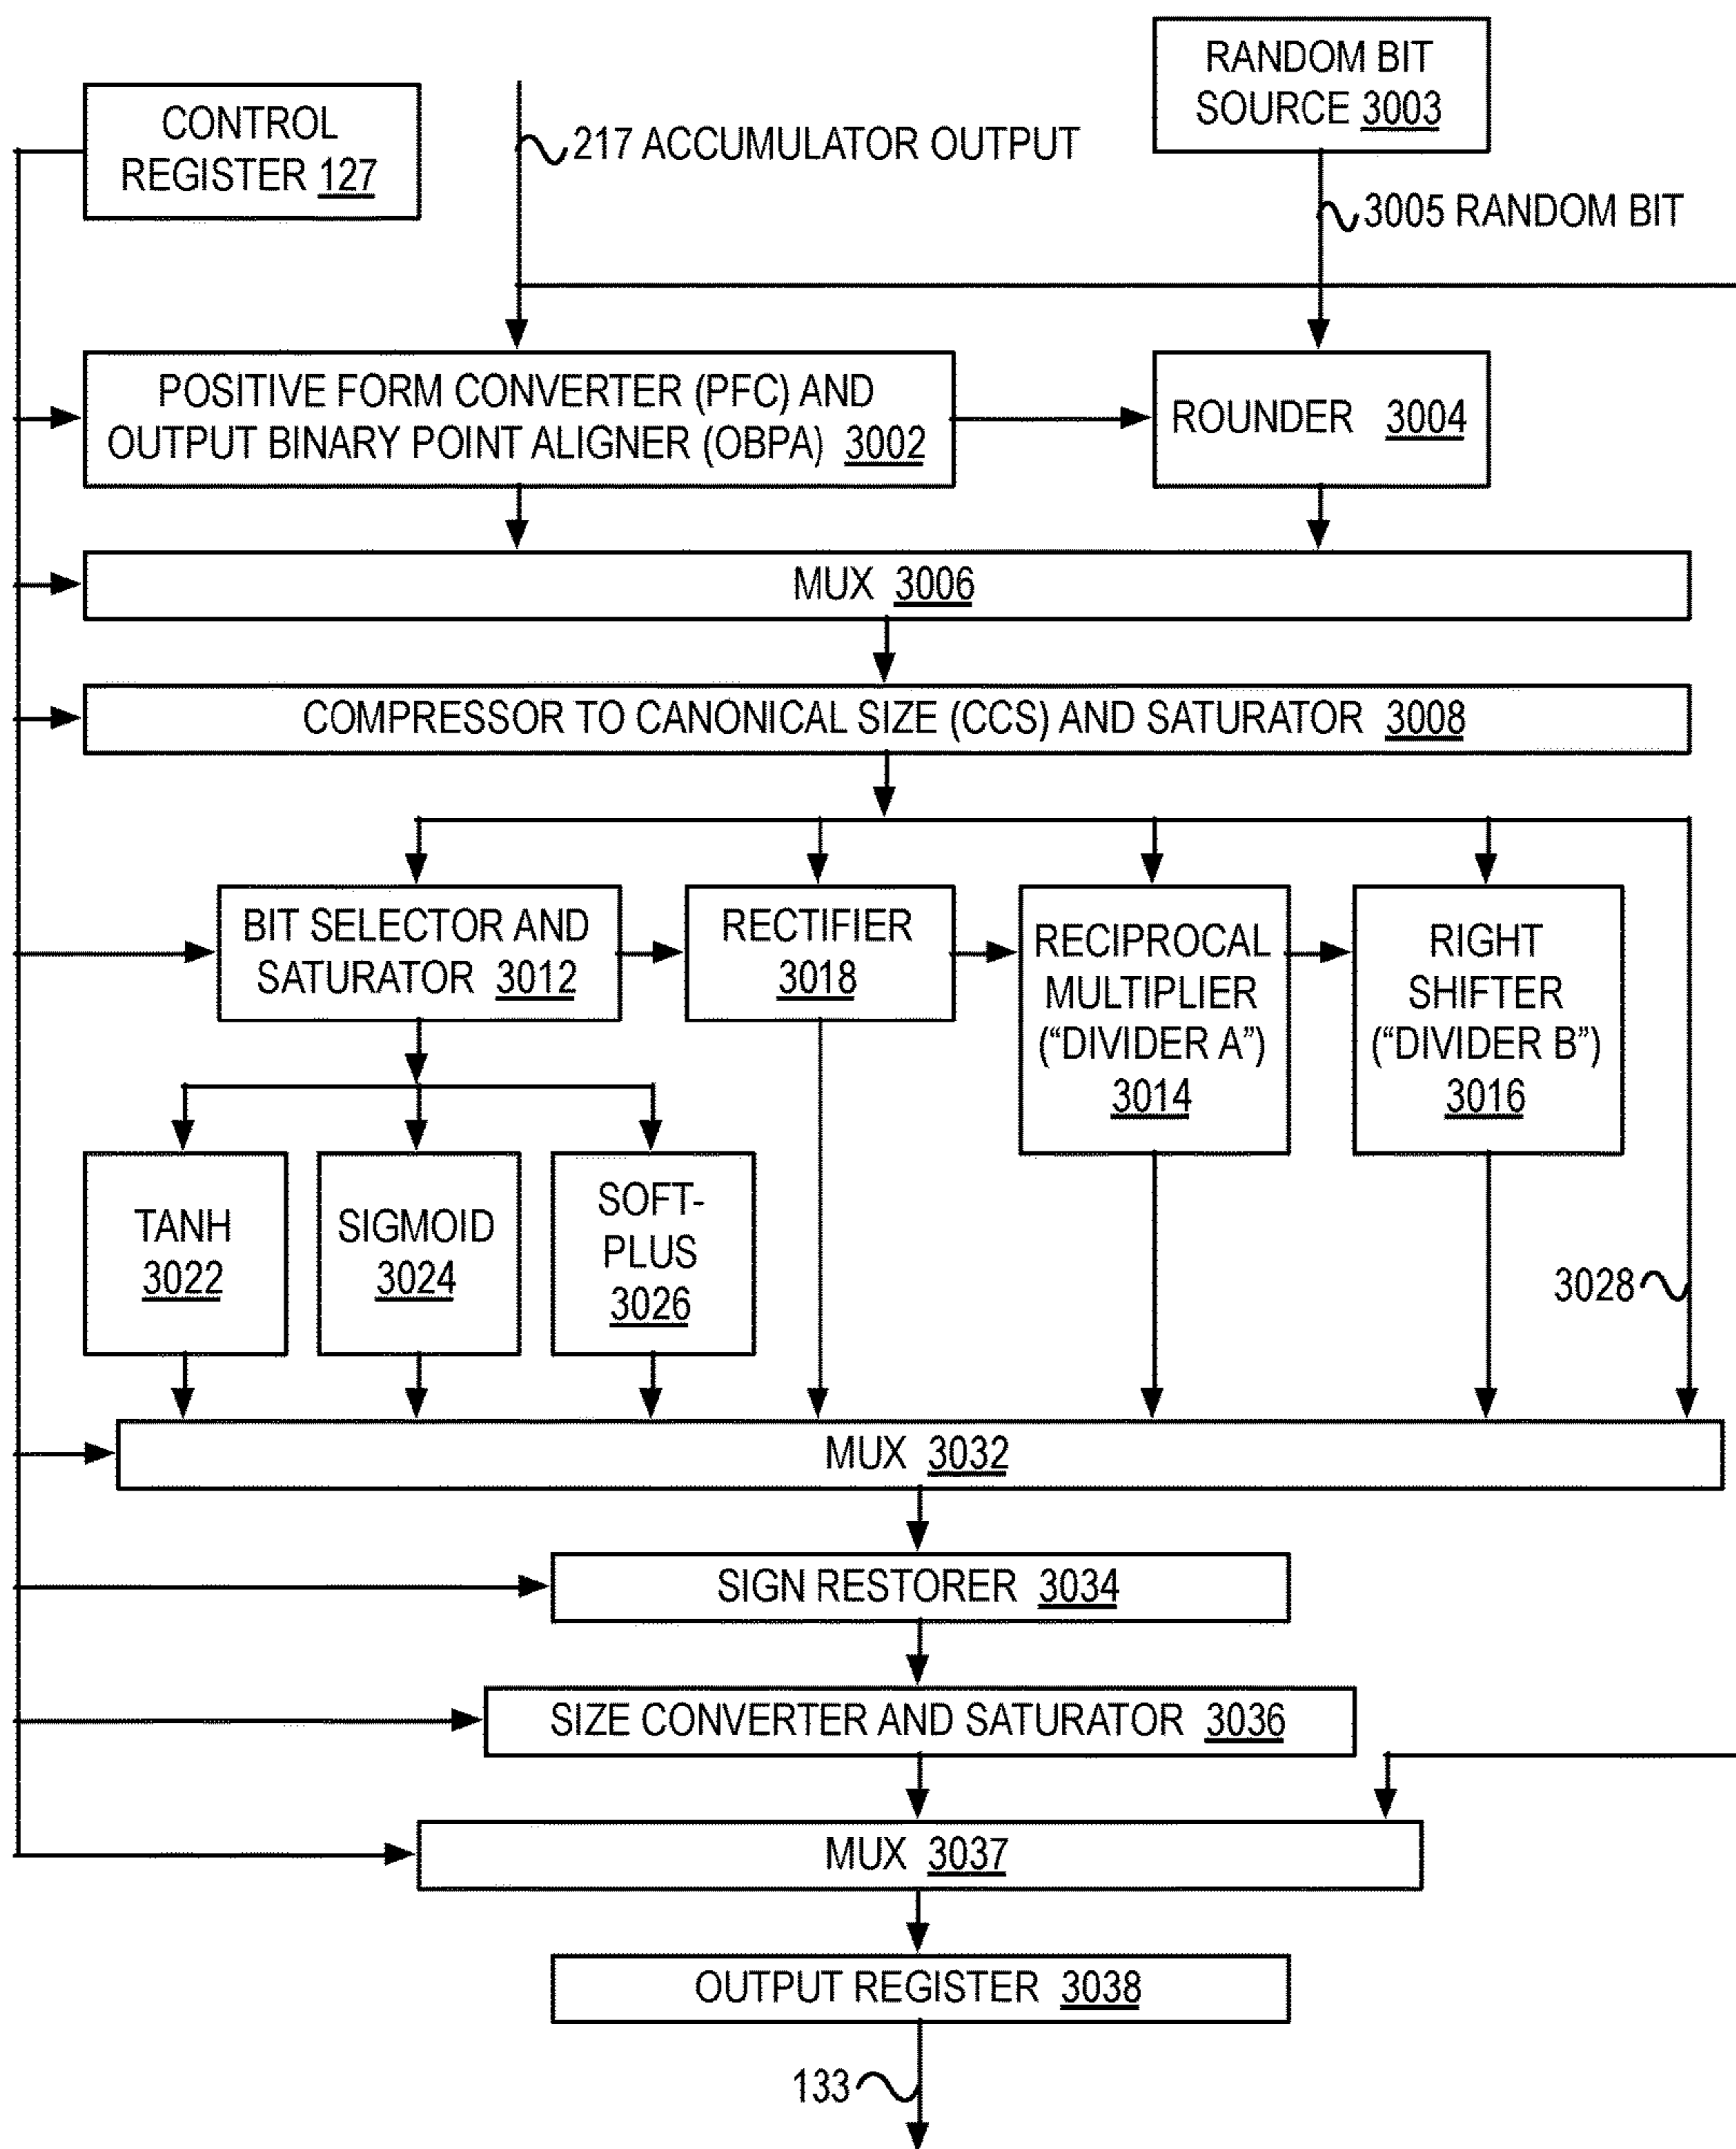 RANDOM BIT
SOURCE 3003
CONTROL
REGISTER 127
217 ACCUMULATOR OUTPUT
3005 RANDOM BIT
POSITIVE FORM CONVERTER (PFC) AND
OUTPUT BINARY POINT ALIGNER (OBPA) 3002
ROUNDER 3004
MUX 3006
COMPRESSOR TO CANONICAL SIZE (CCS) AND SATURATOR 3008
BIT SELECTOR AND
SATURATOR 3012
RECTIFIER
3018
RECIPROCAL
MULTIPLIER
(“DIVIDER A”)
3014
RIGHT
SHIFTER
(“DIVIDER B”)
3016
TANH
3022
SIGMOID
3024
SOFT-
PLUS
3026
3028
MUX 3032
SIGN RESTORER 3034
SIZE CONVERTER AND SATURATOR 3036
MUX 3037
OUTPUT REGISTER 3038
133